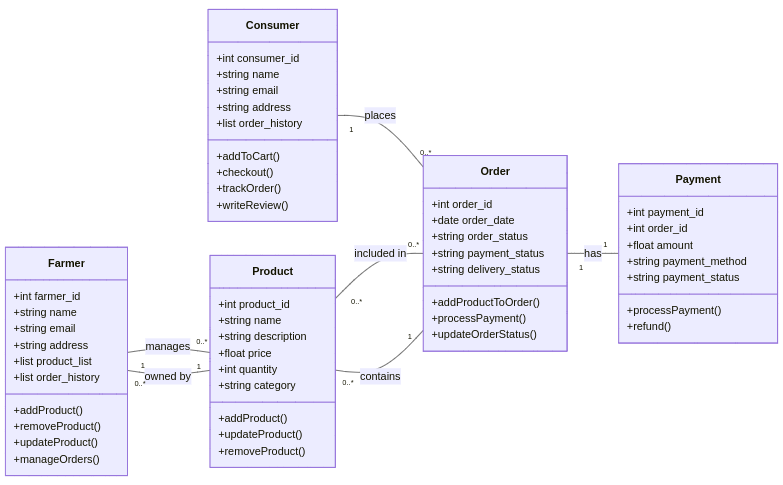 Consumer
+int consumer_id
+string name
+string email
+string address
+list order_history
+addToCart()
+checkout()
+trackOrder()
+writeReview()
places
1
0..*
Order
+int order_id
+date order_date
+string order_status
+string payment_status
+string delivery_status
+addProductToOrder()
+processPayment()
+updateOrderStatus()
has
1
1
Payment
+int payment_id
+int order_id
+float amount
+string payment_method
+string payment_status
+processPayment()
+refund()
Farmer
+int farmer_id
+string name
+string email
+string address
+list product_list
+list order_history
+addProduct()
+removeProduct()
+updateProduct()
+manageOrders()
manages
0..*
1
owned by
1
0..*
Product
+int product_id
+string name
+string description
+float price
+int quantity
+string category
+addProduct()
+updateProduct()
+removeProduct()
included in
0..*
0..*
contains
1
0..*